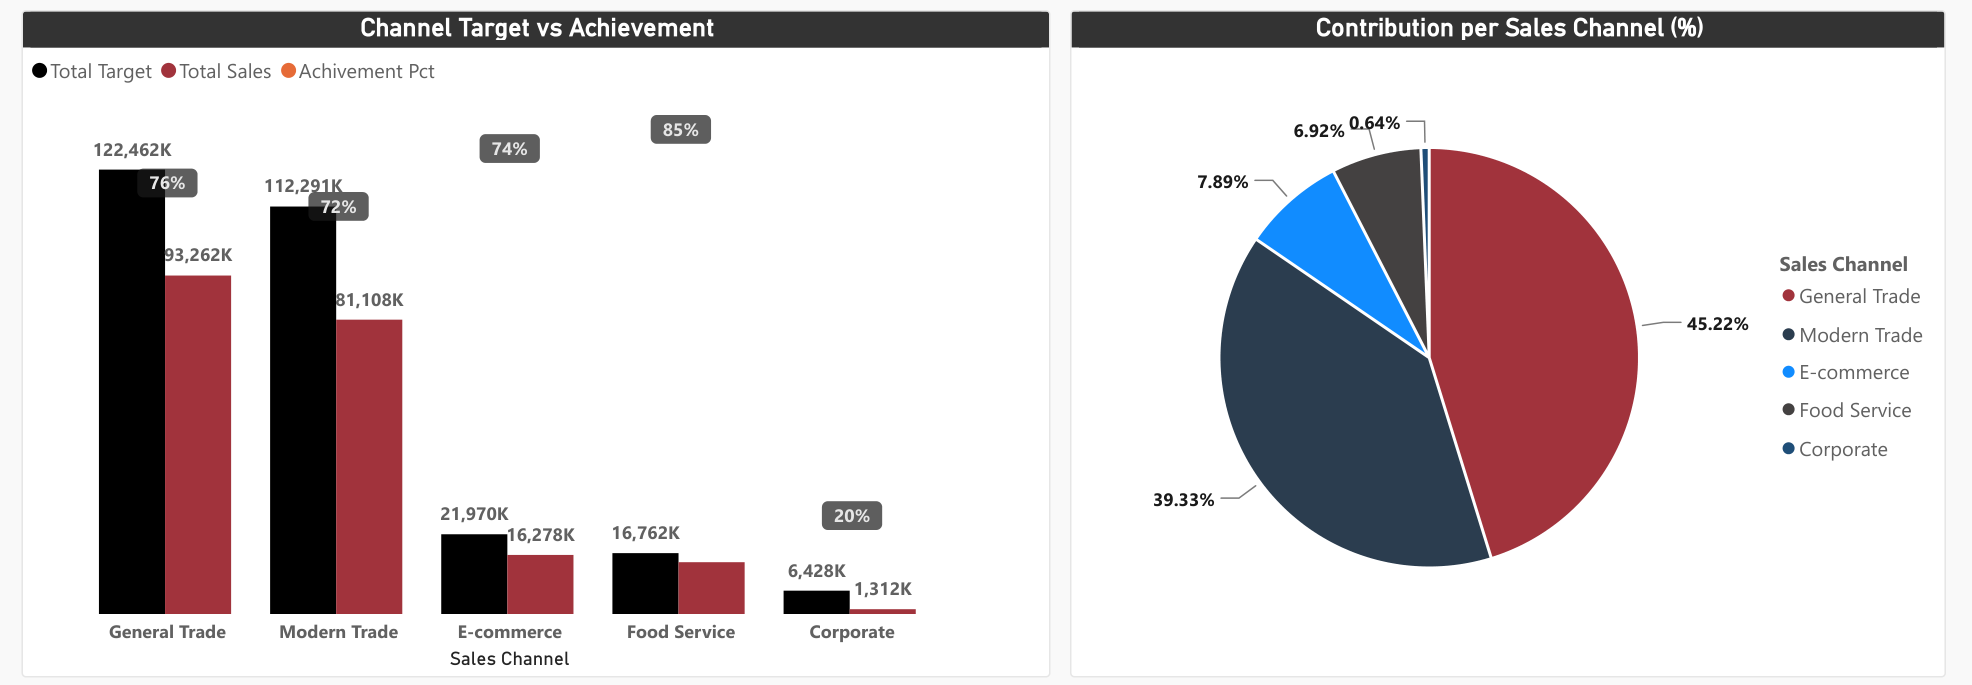 Channel Target vs Achievement
Total Target Total Sales Achivement Pct
85%
74%
122,462K
76%
112,291K
72%
93,262K
81,108K
21,970K
16,278K
16,762K
20%
6,428K
1,312K
General Trade Modern Trade E-commerce Food Service Corporate
Sales Channel
Contribution per Sales Channel (%)
0.64%
6.92%
7.89%
45.22%
39.33%
Sales Channel
General Trade
Modern Trade
E-commerce
Food Service
Corporate